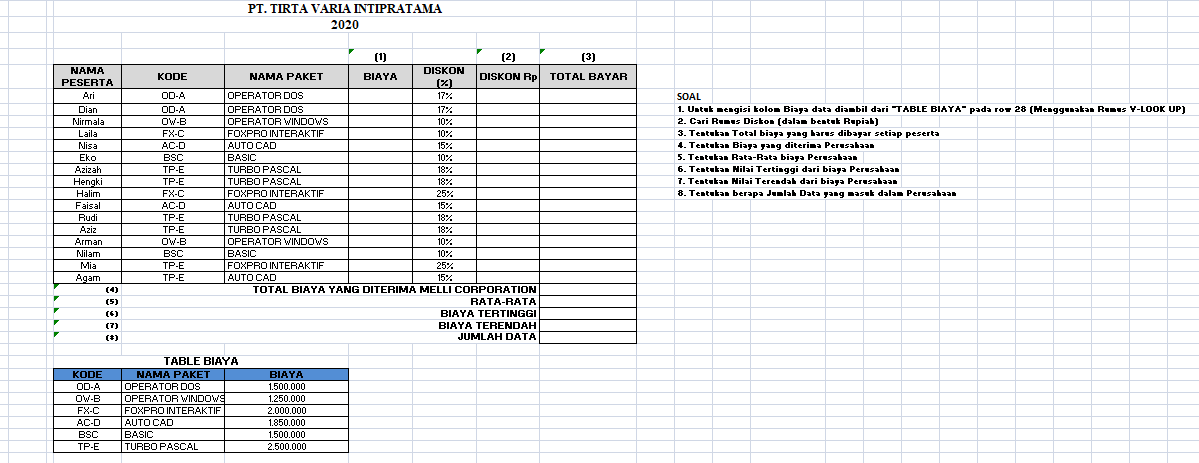 PT. TIRTA VARIA INTIPRATAMA
2020
(1) (2) (3)
NAMA PESERTA KODE NAMA PAKET BIAYA DISKON (%) DISKON Rp TOTAL BAYAR
Ari OD-A OPERATOR DOS 17%
Dian OD-A OPERATOR DOS 17%
Nirmala OW-B OPERATOR WINDOWS 10%
Laila FX-C FOXPRO INTERAKTIF 10%
Nisa AC-D AUTO CAD 15%
Eko BSC BASIC 10%
Azizah TP-E TURBO PASCAL 18%
Hengki TP-E TURBO PASCAL 18%
Halim FX-C FOXPRO INTERAKTIF 25%
Faisal AC-D AUTO CAD 15%
Rudi TP-E TURBO PASCAL 18%
Aziz TP-E TURBO PASCAL 18%
Arman OW-B OPERATOR WINDOWS 10%
Nilam BSC BASIC 10%
Mia TP-E FOXPRO INTERAKTIF 25%
Agam TP-E AUTO CAD 15%
(4) TOTAL BIAYA YANG DITERIMA MELLI CORPORATION
(5) RATA-RATA
(6) BIAYA TERTINGGI
(7) BIAYA TERENDAH
(8) JUMLAH DATA
TABLE BIAYA
KODE NAMA PAKET BIAYA
OD-A OPERATOR DOS 1.500.000
OW-B OPERATOR WINDOWS 1.250.000
FX-C FOXPRO INTERAKTIF 2.000.000
AC-D AUTO CAD 1.850.000
BSC BASIC 1.500.000
TP-E TURBO PASCAL 2.500.000
SOAL
1. Untuk mengisi kolom Biaya data diambil dari "TABLE BIAYA" pada row 28 (Menggunakan Rumus V-LOOK UP)
2. Cari Rumus Diskon (dalam bentuk Rupiah)
3. Tentukan Total biaya yang harus dibayar setiap peserta
4. Tentukan Biaya yang diterima Perusahaan
5. Tentukan Rata-Rata biaya Perusahaan
6. Tentukan Nilai Tertinggi dari biaya Perusahaan
7. Tentukan Nilai Terendah dari biaya Perusahaan
8. Tentukan berapa Jumlah Data yang masuk dalam Perusahaan